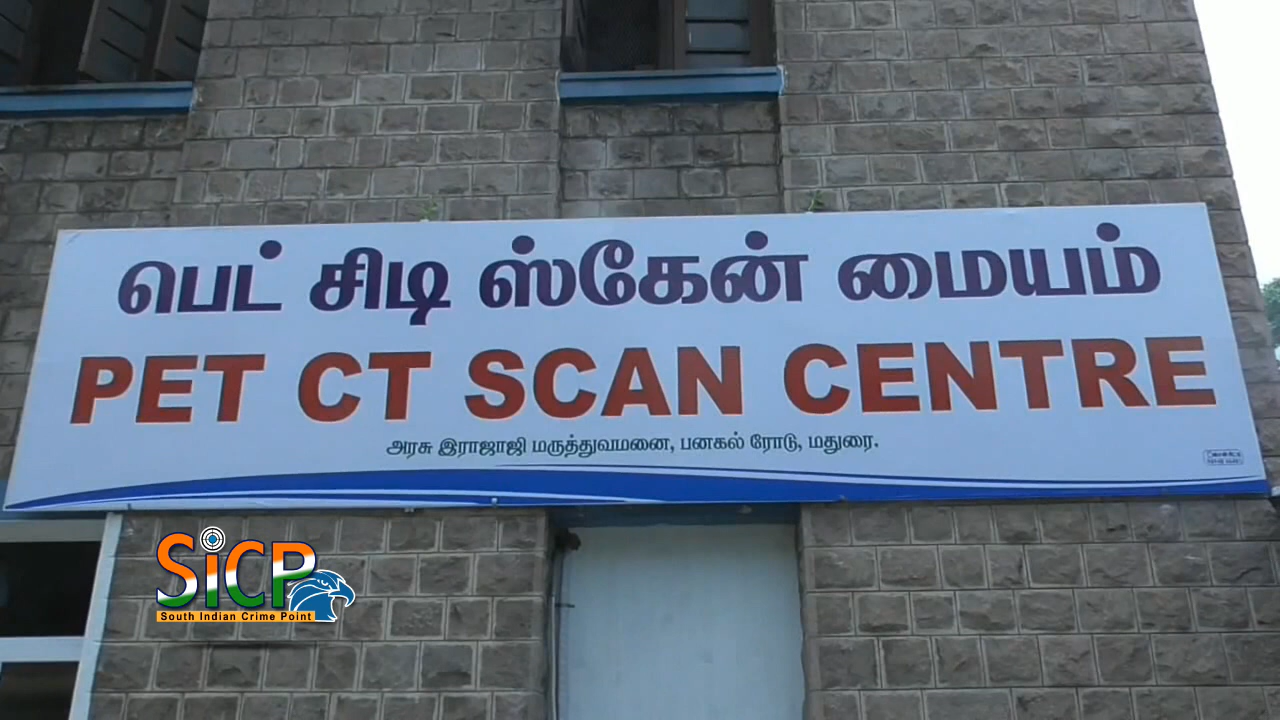 பெட் சிடி ஸ்கேன் மையம்
PET CT SCAN CENTRE
அரசு இராஜாஜி மருத்துவமனை, பனகல் ரோடு, மதுரை.
SiCP
South Indian Crime Point